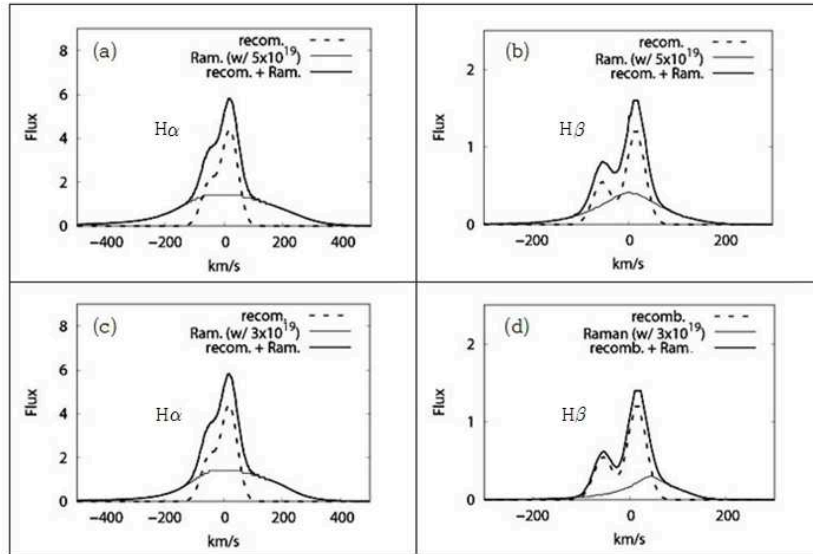 (a)
recom.
Ram. (w/ 5x10^19)
recom. + Ram.
Hα
Flux
8
6
4
2
0
−400 −200 0 200 400
km/s
(b)
recom.
Ram. (w/ 5x10^19)
recom. + Ram.
Hβ
Flux
2
1
0
−200 0 200
km/s
(c)
recom.
Ram. (w/ 3x10^19)
recom. + Ram.
Hα
Flux
8
6
4
2
0
−400 −200 0 200 400
km/s
(d)
recomb.
Raman (w/ 3x10^19)
recomb. + Ram.
Hβ
Flux
2
1
0
−200 0 200
km/s